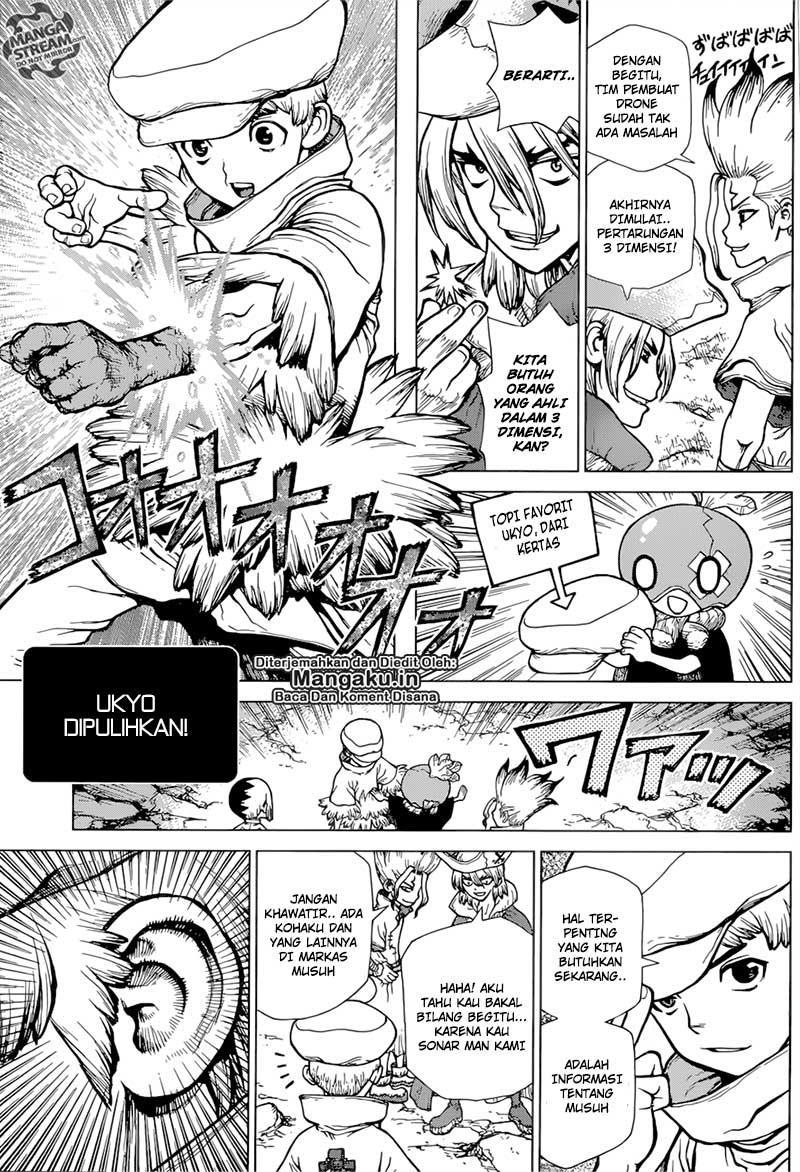 MANGA
STREAM.com
DO NOT MIRROR
ずばばばばば
チュイイイイイン
DENGAN
BEGITU,
TIM PEMBUAT
DRONE
SUDAH TAK
ADA MASALAH
AKHIRNYA
DIMULAI..
PERTARUNGAN
3 DIMENSI!
BERARTI..
KITA
BUTUH
ORANG
YANG AHLI
DALAM 3
DIMENSI,
KAN?
コオオオオオオ
TOPI FAVORIT
UKYO, DARI
KERTAS
UKYO
DIPULIHKAN!
Diterjemahkan dan Diedit Oleh:
Mangaku.in
Baca Dan Koment Disana
ワアァッ
HAL TER-
PENTING
YANG KITA
BUTUHKAN
SEKARANG..
ADALAH
INFORMASI
TENTANG
MUSUH
JANGAN
KHAWATIR.. ADA
KOHAKU DAN
YANG LAINNYA
DI MARKAS
MUSUH
HAHA! AKU
TAHU KAU BAKAL
BILANG BEGITU...
KARENA KAU
SONAR MAN KAMI